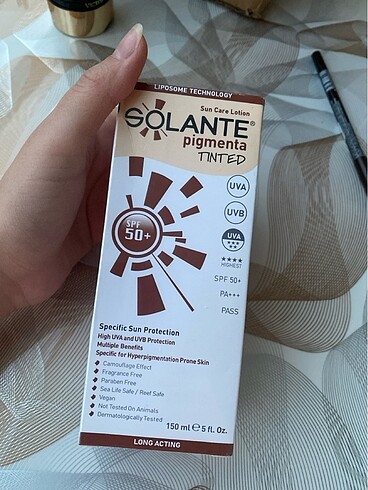 LIPOSOME TECHNOLOGY
Sun Care Lotion
SOLANTE®
pigmenta
TINTED
UVA
UVB
SPF
50+
UVA
HIGHEST
SPF 50+
PA+++
PASS
Specific Sun Protection
High UVA and UVB Protection
Multiple Benefits
Specific for Hyperpigmentation Prone Skin
Camouflage Effect
Fragrance Free
Paraben Free
Sea Life Safe / Reef Safe
Vegan
Not Tested On Animals
Dermatologically Tested
150 ml ℮ 5 fl. Oz.
LONG ACTING